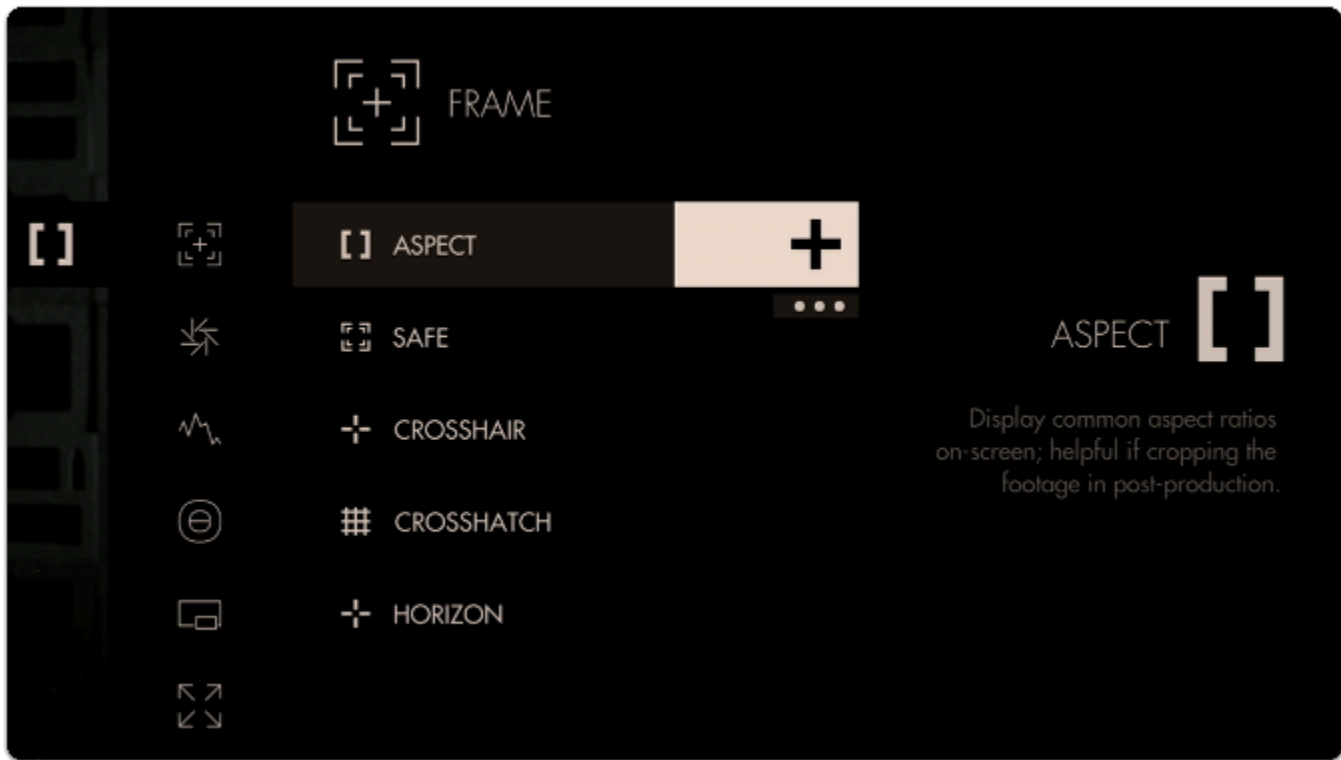 FRAME
ASPECT
SAFE
CROSSHAIR
CROSSHATCH
HORIZON
ASPECT
Display common aspect ratios
on-screen; helpful if cropping the
footage in post-production.